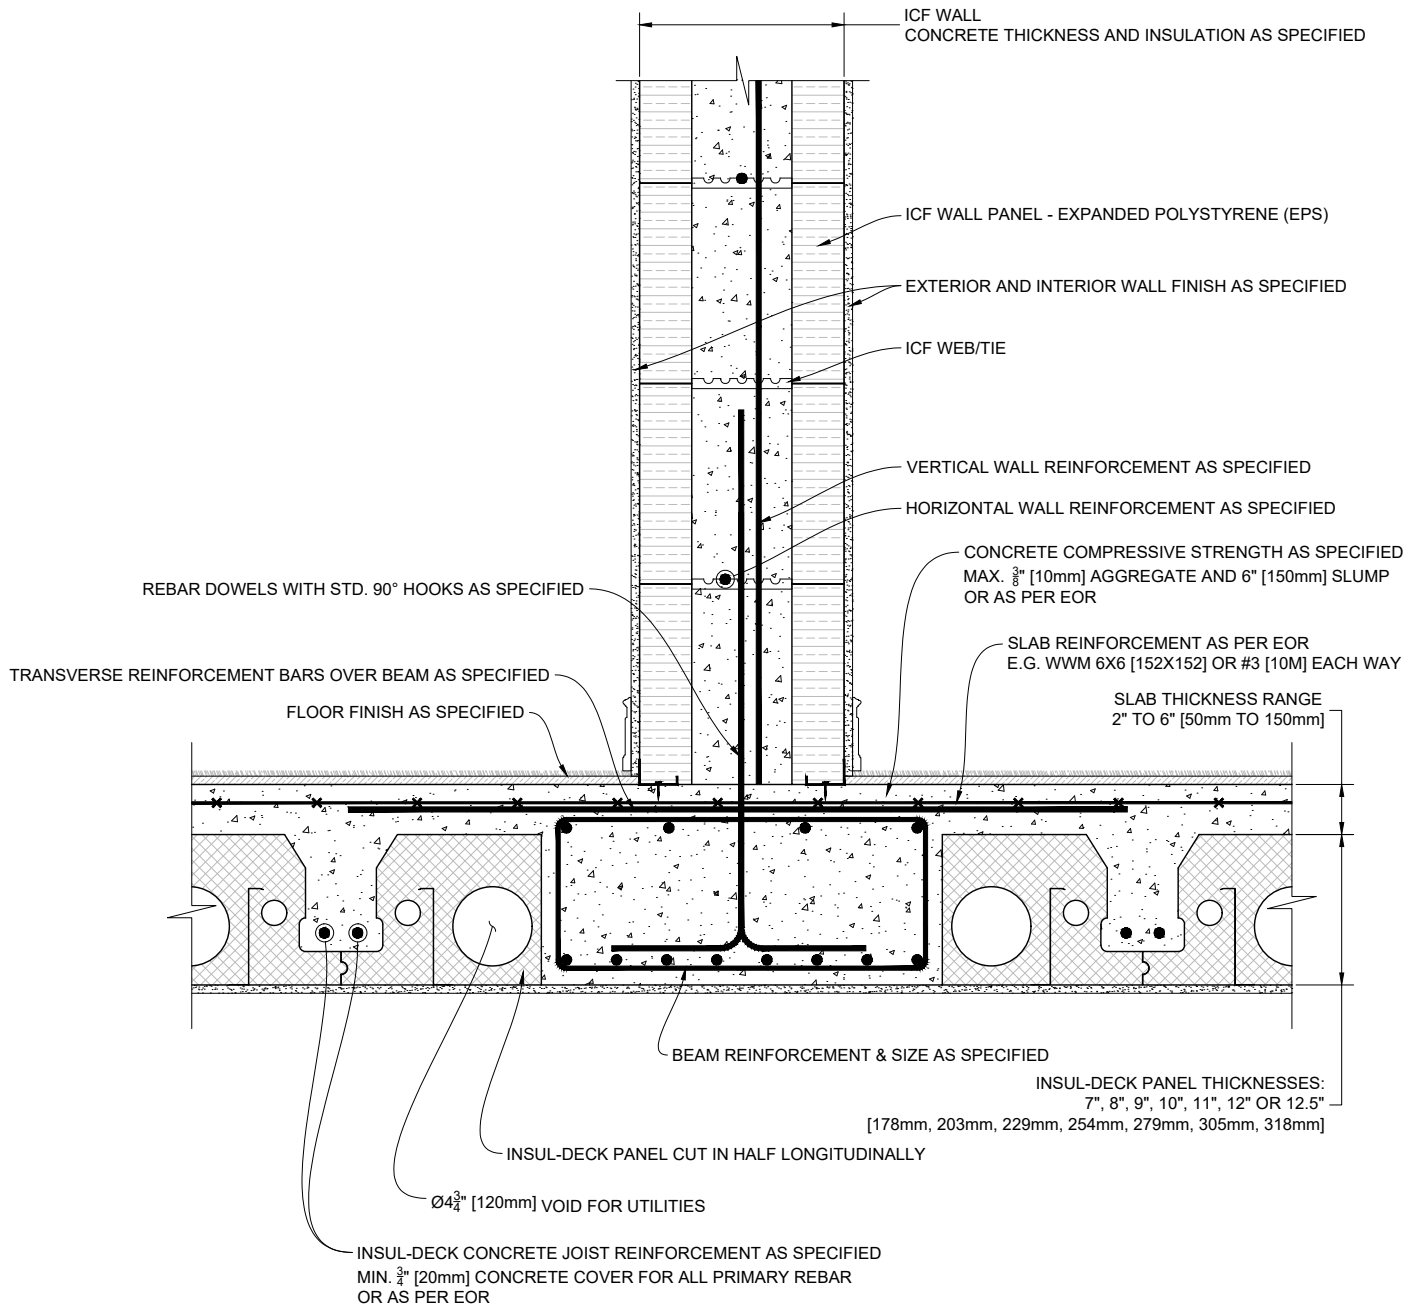 ICF WALL
CONCRETE THICKNESS AND INSULATION AS SPECIFIED
ICF WALL PANEL - EXPANDED POLYSTYRENE (EPS)
EXTERIOR AND INTERIOR WALL FINISH AS SPECIFIED
ICF WEB/TIE
VERTICAL WALL REINFORCEMENT AS SPECIFIED
HORIZONTAL WALL REINFORCEMENT AS SPECIFIED
CONCRETE COMPRESSIVE STRENGTH AS SPECIFIED
MAX. 3/8" [10mm] AGGREGATE AND 6" [150mm] SLUMP
OR AS PER EOR
REBAR DOWELS WITH STD. 90° HOOKS AS SPECIFIED
SLAB REINFORCEMENT AS PER EOR
E.G. WWM 6X6 [152X152] OR #3 [10M] EACH WAY
TRANSVERSE REINFORCEMENT BARS OVER BEAM AS SPECIFIED
SLAB THICKNESS RANGE
2" TO 6" [50mm TO 150mm]
FLOOR FINISH AS SPECIFIED
BEAM REINFORCEMENT & SIZE AS SPECIFIED
INSUL-DECK PANEL THICKNESSES:
7", 8", 9", 10", 11", 12" OR 12.5"
[178mm, 203mm, 229mm, 254mm, 279mm, 305mm, 318mm]
INSUL-DECK PANEL CUT IN HALF LONGITUDINALLY
Ø4 3/4" [120mm] VOID FOR UTILITIES
INSUL-DECK CONCRETE JOIST REINFORCEMENT AS SPECIFIED
MIN. 3/4" [20mm] CONCRETE COVER FOR ALL PRIMARY REBAR
OR AS PER EOR